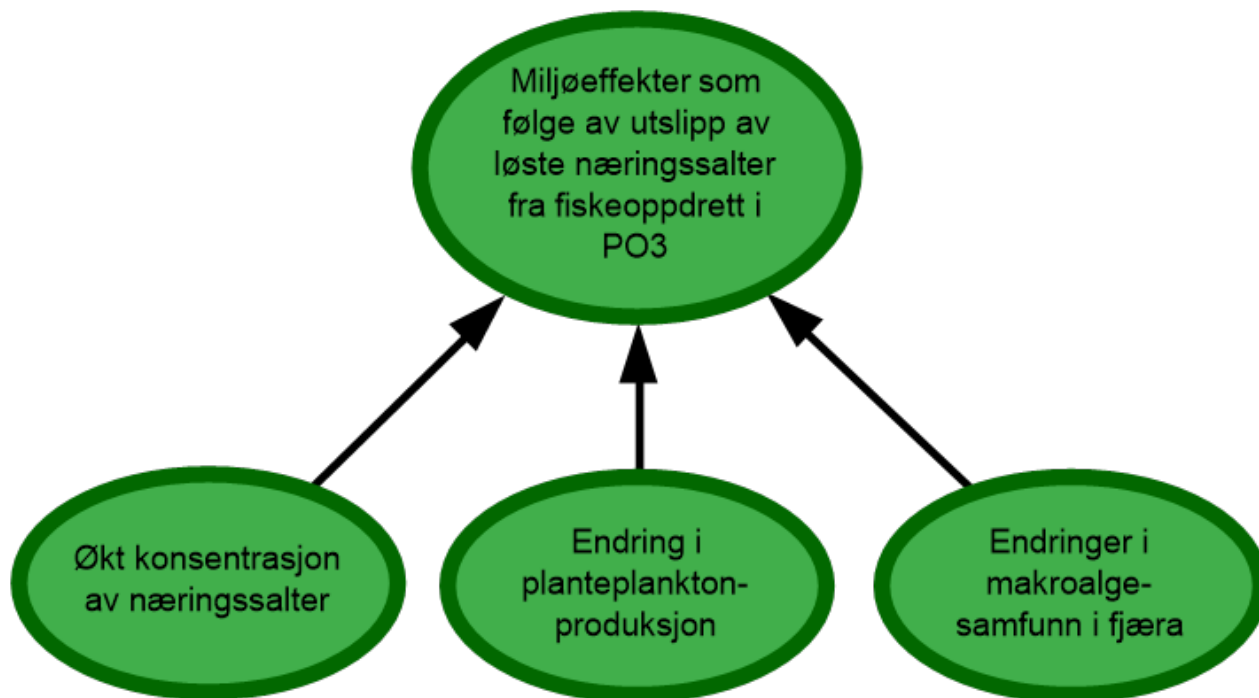 Miljøeffekter som
følge av utslipp av
løste næringssalter
fra fiskeoppdrett i
PO3
Økt konsentrasjon
av næringssalter
Endring i
planteplankton-
produksjon
Endringer i
makroalge-
samfunn i fjæra